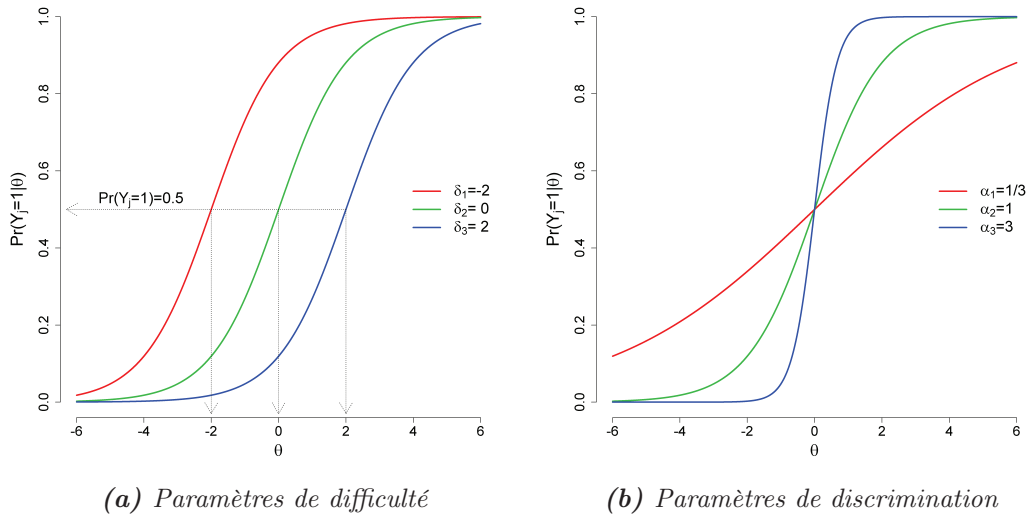 Pr(Yj=1|θ)
1.0
0.8
0.6
0.4
0.2
0.0
Pr(Yj=1)=0.5
δ1=-2
δ2= 0
δ3= 2
-6 -4 -2 0 2 4 6
θ
(a) Paramètres de difficulté
Pr(Yj=1|θ)
1.0
0.8
0.6
0.4
0.2
0.0
α1=1/3
α2=1
α3=3
-6 -4 -2 0 2 4 6
θ
(b) Paramètres de discrimination